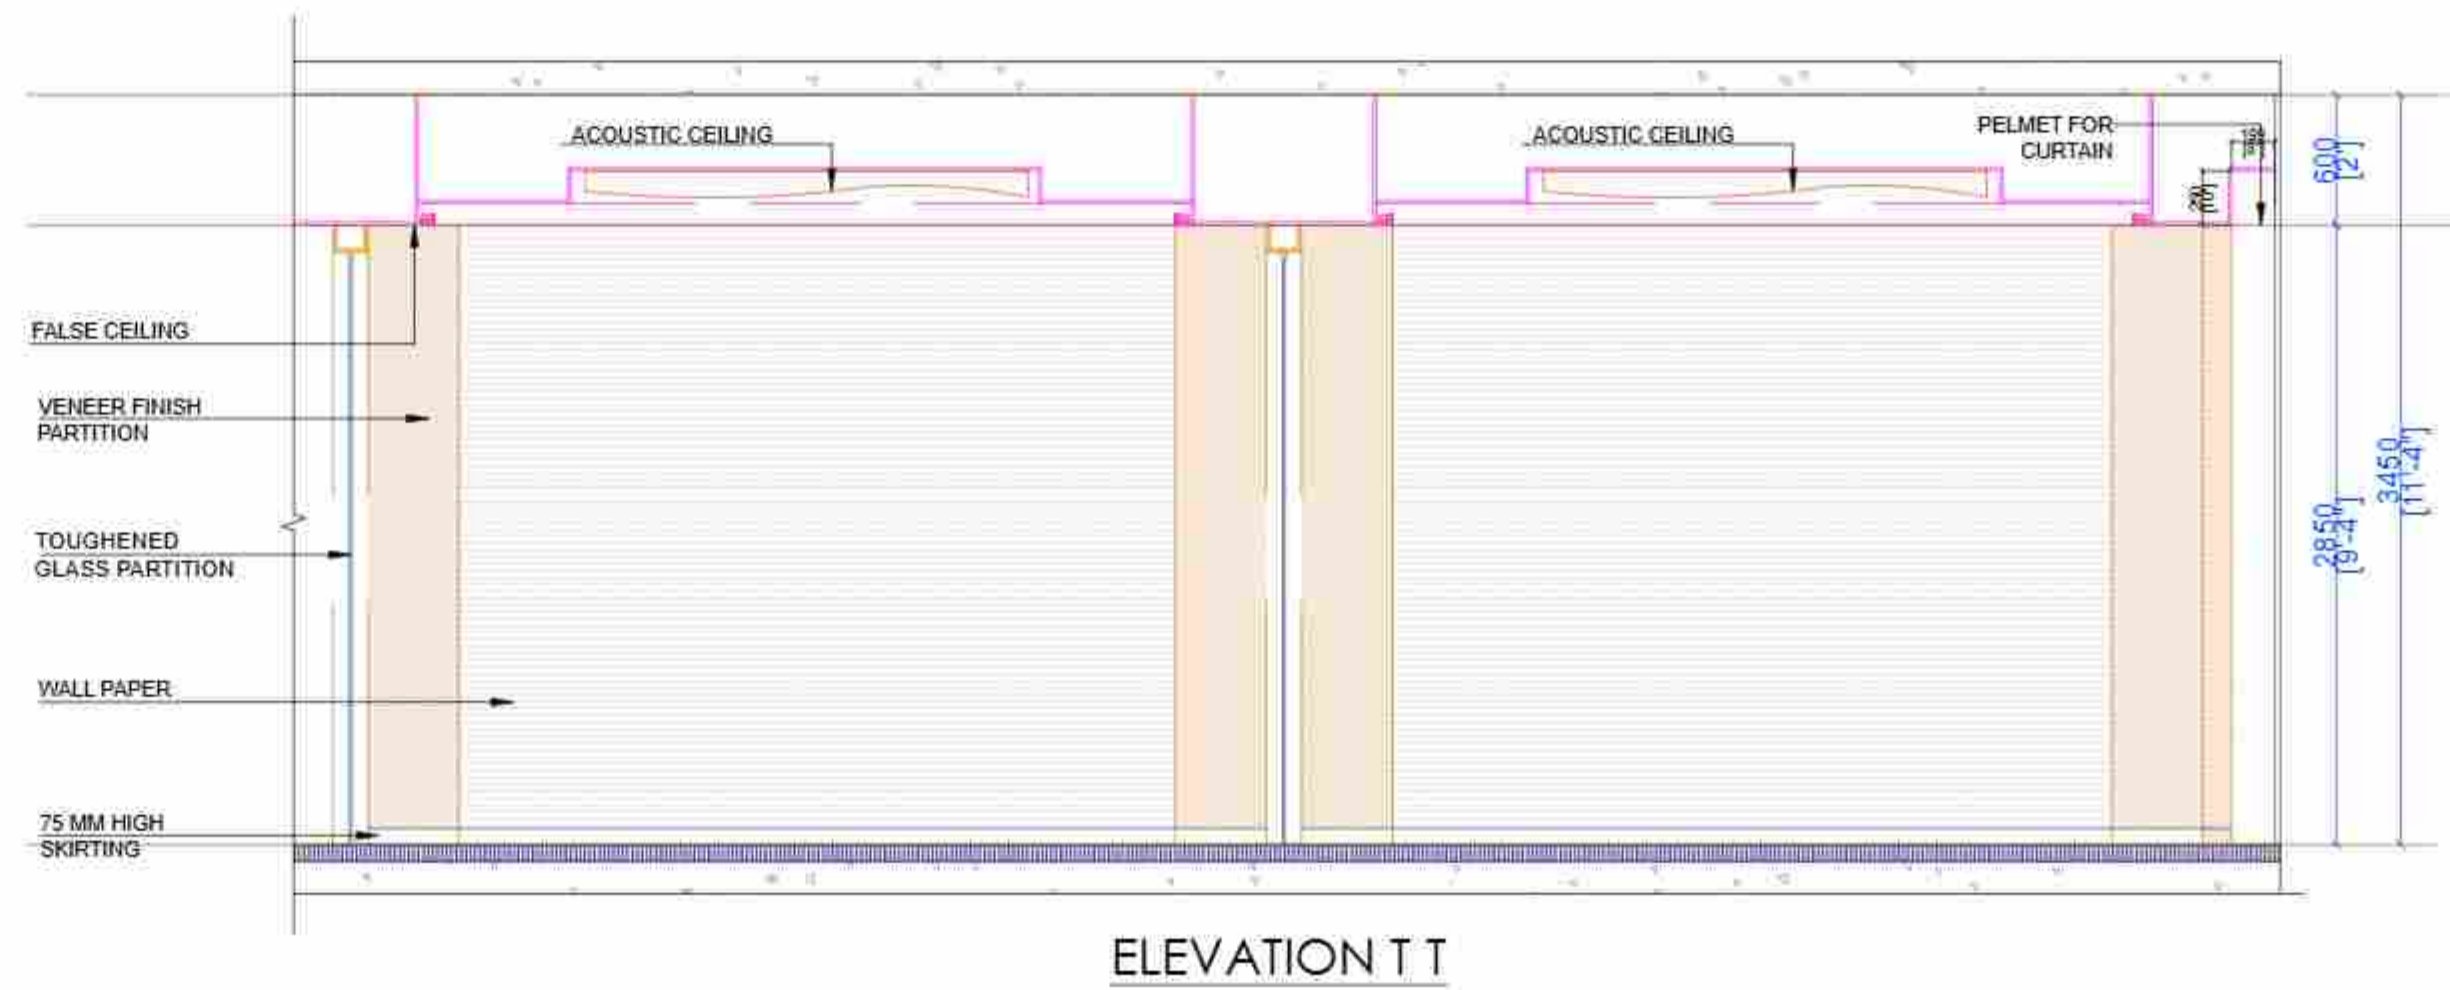 ACOUSTIC CEILING
ACOUSTIC CEILING
PELMET FOR
CURTAIN
600
[2"]
FALSE CEILING
VENEER FINISH
PARTITION
3450
[11'-4"]
2850
[9'-4"]
TOUGHENED
GLASS PARTITION
WALL PAPER
75 MM HIGH
SKIRTING
ELEVATION T T